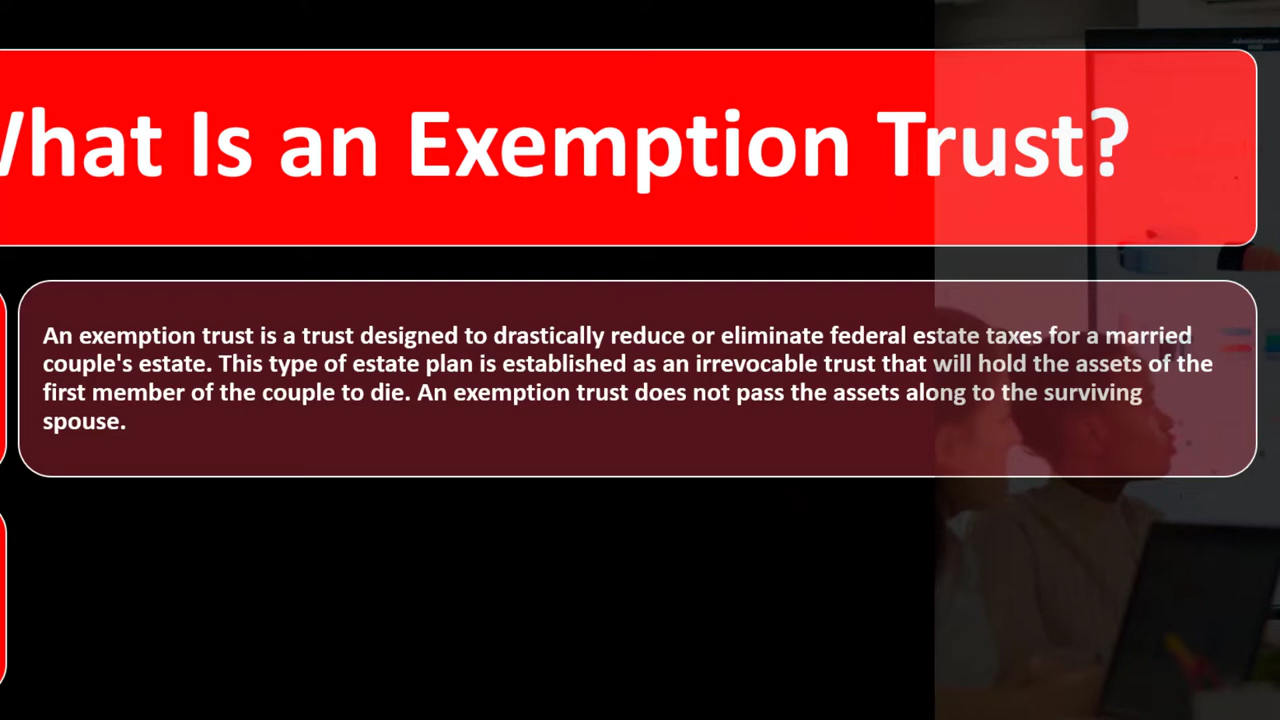 What Is an Exemption Trust?
An exemption trust is a trust designed to drastically reduce or eliminate federal estate taxes for a married
couple's estate. This type of estate plan is established as an irrevocable trust that will hold the assets of the
first member of the couple to die. An exemption trust does not pass the assets along to the surviving
spouse.